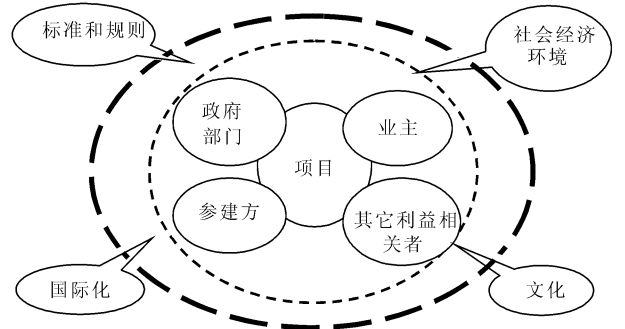 标准和规则
社会经济
环境
政府
部门
业主
项目
参建方
其它利益相
关者
国际化
文化